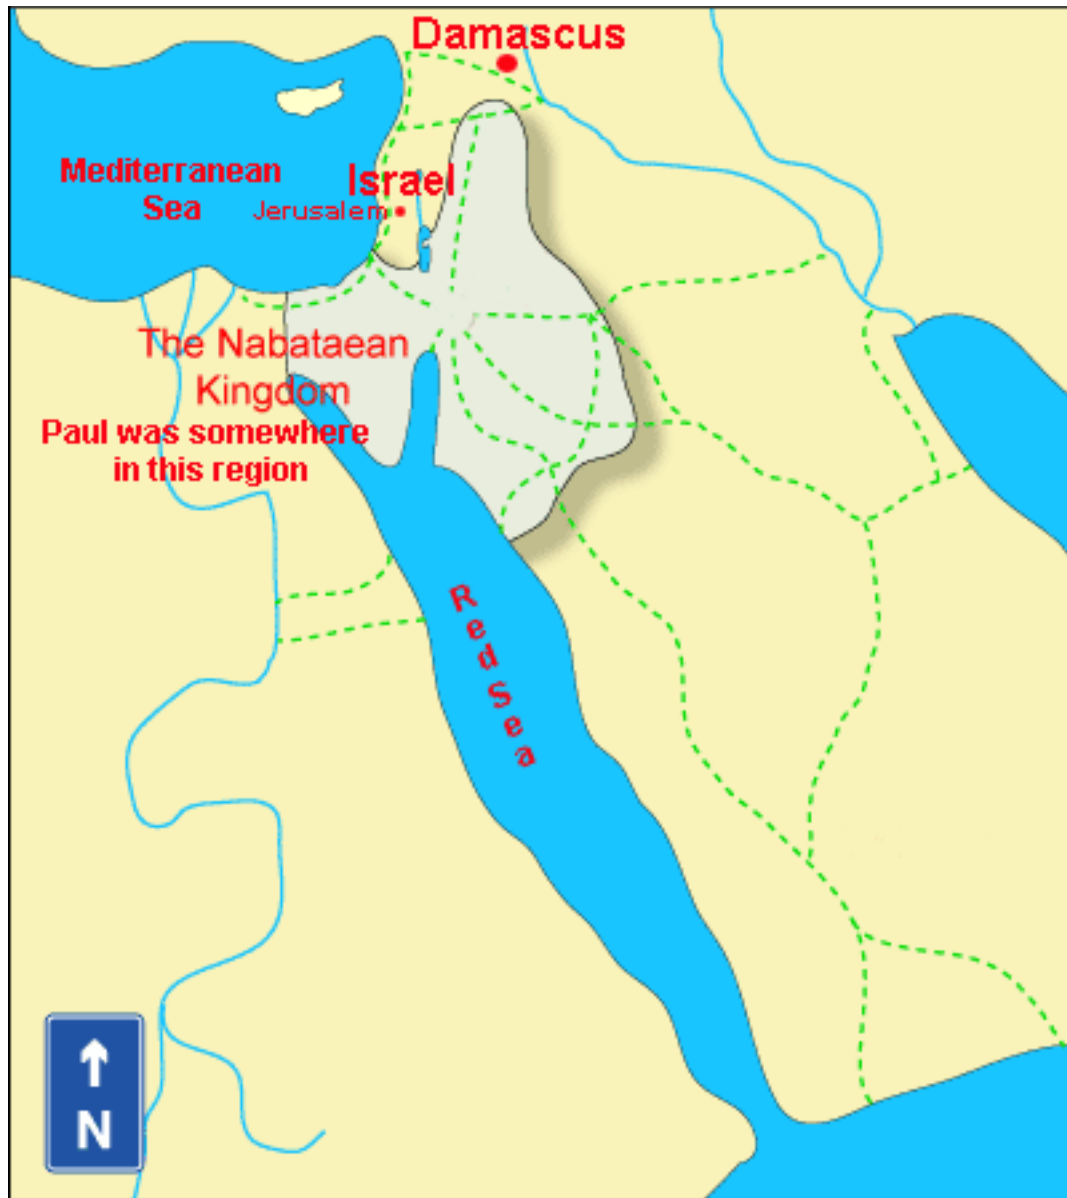 Damascus
Mediterranean
Sea
Israel
Jerusalem
The Nabataean
Kingdom
Paul was somewhere
in this region
Red Sea
N